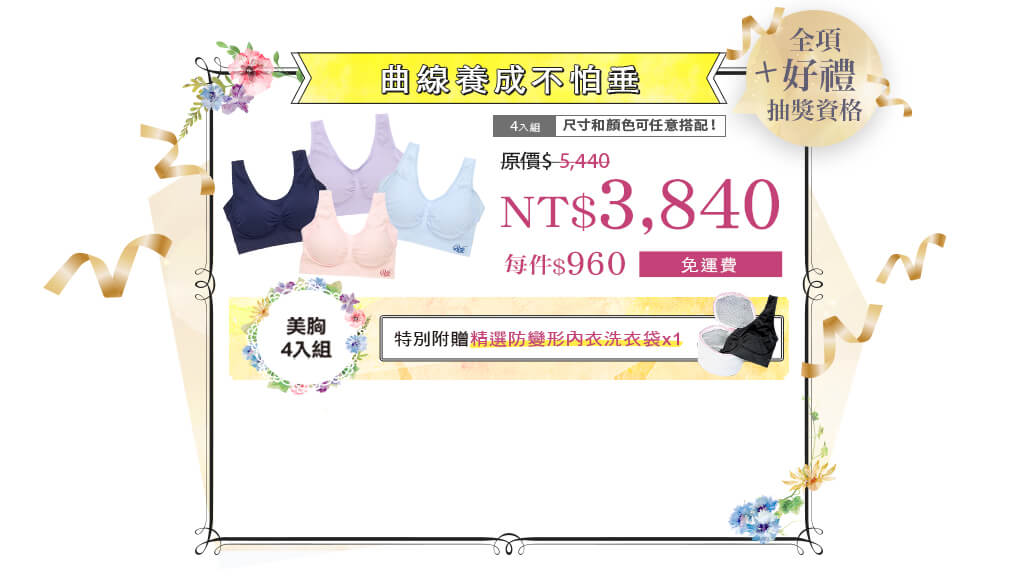 曲線養成不怕垂
全項
+好禮
抽獎資格
4入組 尺寸和顏色可任意搭配!
原價$ 5,440
NT$3,840
每件$960 免運費
美胸
4入組
特別附贈精選防變形內衣洗衣袋x1